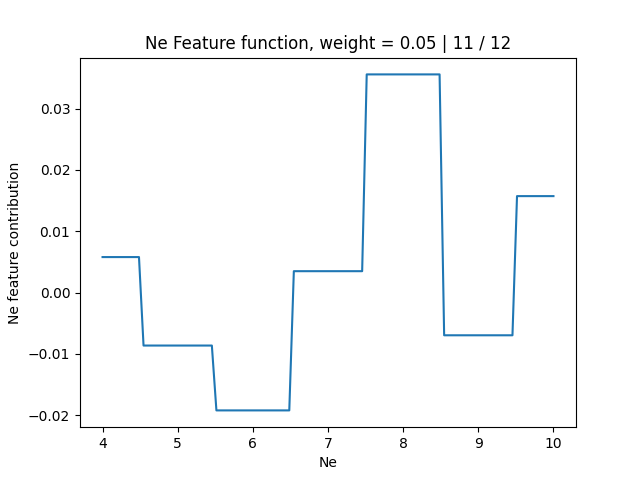 Ne Feature function, weight = 0.05 | 11 / 12
Ne feature contribution
0.03
0.02
0.01
0.00
−0.01
−0.02
4 5 6 7 8 9 10
Ne